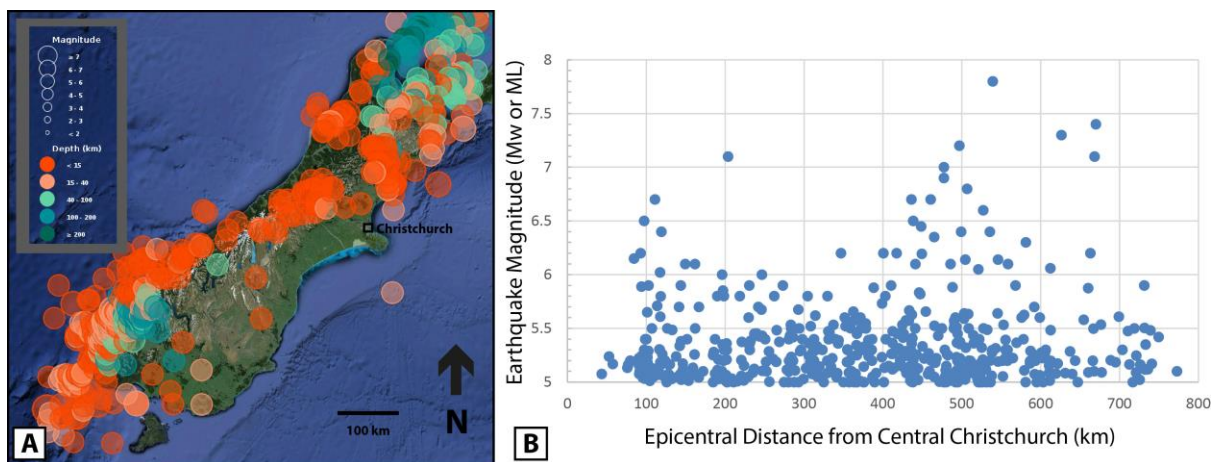 Magnitude
≥ 7
6 - 7
5 - 6
4 - 5
3 - 4
2 - 3
< 2
Depth (km)
< 15
15 - 40
40 - 100
100 - 200
≥ 200
Christchurch
N
100 km
A
Earthquake Magnitude (Mw or ML)
8
7.5
7
6.5
6
5.5
5
0 100 200 300 400 500 600 700 800
Epicentral Distance from Central Christchurch (km)
B